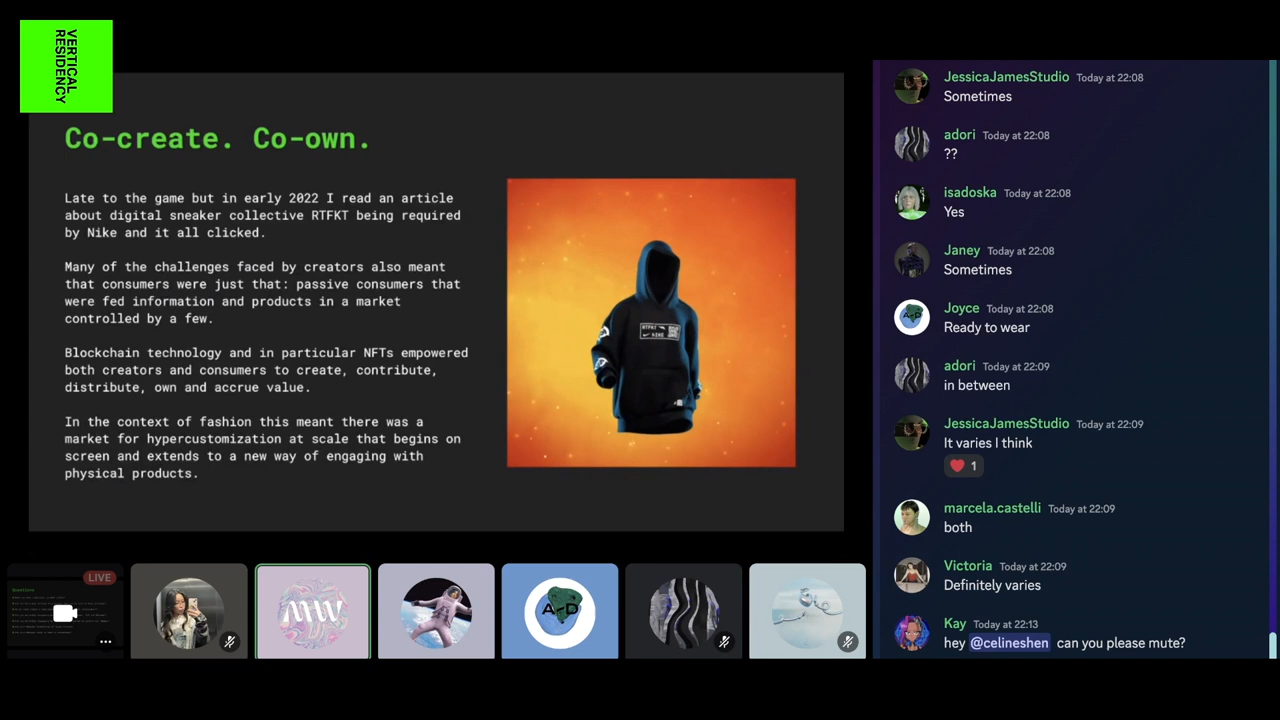 VERTICAL
RESIDENCY
Co-create. Co-own.
Late to the game but in early 2022 I read an article
about digital sneaker collective RTFKT being required
by Nike and it all clicked.
Many of the challenges faced by creators also meant
that consumers were just that: passive consumers that
were fed information and products in a market
controlled by a few.
Blockchain technology and in particular NFTs empowered
both creators and consumers to create, contribute,
distribute, own and accrue value.
In the context of fashion this meant there was a
market for hypercustomization at scale that begins on
screen and extends to a new way of engaging with
physical products.
RTFKT
NIKE
LIVE
MW
A-D
JessicaJamesStudio Today at 22:08
Sometimes
adori Today at 22:08
??
isadoska Today at 22:08
Yes
Janey Today at 22:08
Sometimes
Joyce Today at 22:08
Ready to wear
adori Today at 22:09
in between
JessicaJamesStudio Today at 22:09
It varies I think
1
marcela.castelli Today at 22:09
both
Victoria Today at 22:09
Definitely varies
Kay Today at 22:13
hey @celineshen can you please mute?